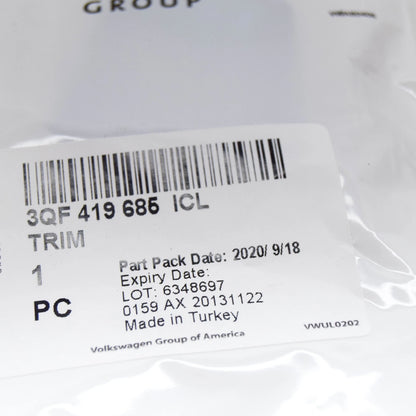 GROUP
3QF 419 685 ICL
TRIM
1
Part Pack Date: 2020/ 9/18
Expiry Date:
PC
LOT: 6348697
0159 AX 20131122
Made in Turkey
Volkswagen Group of America
VWUL0202